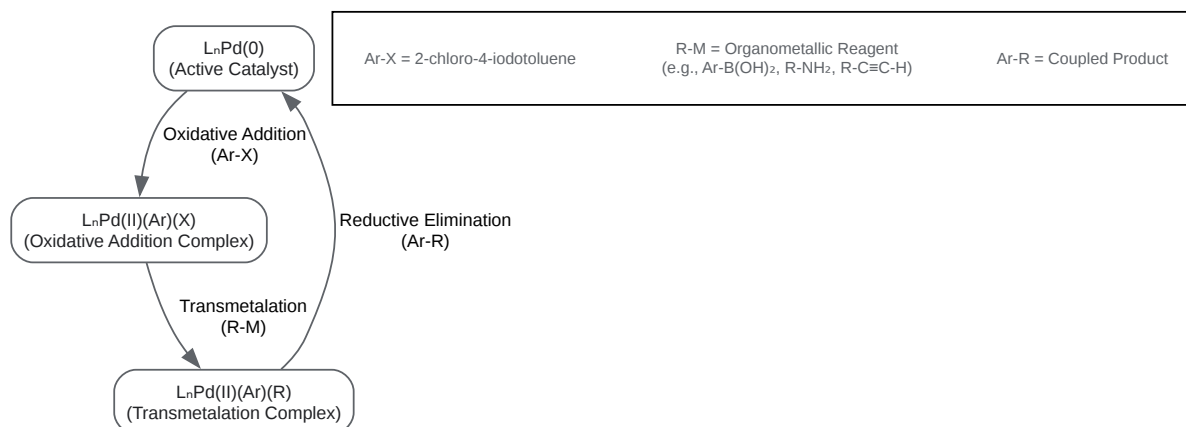 LₙPd(0)
(Active Catalyst)
Ar-X = 2-chloro-4-iodotoluene
R-M = Organometallic Reagent
(e.g., Ar-B(OH)₂, R-NH₂, R-C≡C-H)
Ar-R = Coupled Product
Oxidative Addition
(Ar-X)
LₙPd(II)(Ar)(X)
(Oxidative Addition Complex)
Reductive Elimination
(Ar-R)
Transmetalation
(R-M)
LₙPd(II)(Ar)(R)
(Transmetalation Complex)